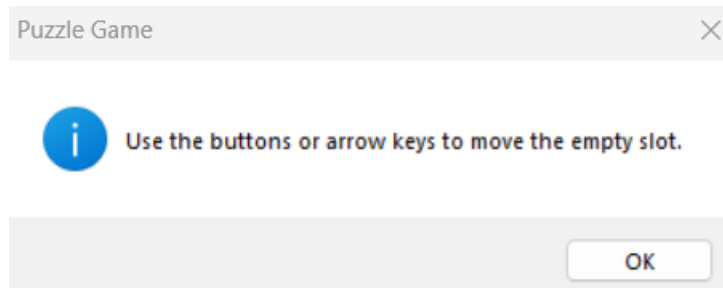 Puzzle Game
Use the buttons or arrow keys to move the empty slot.
OK